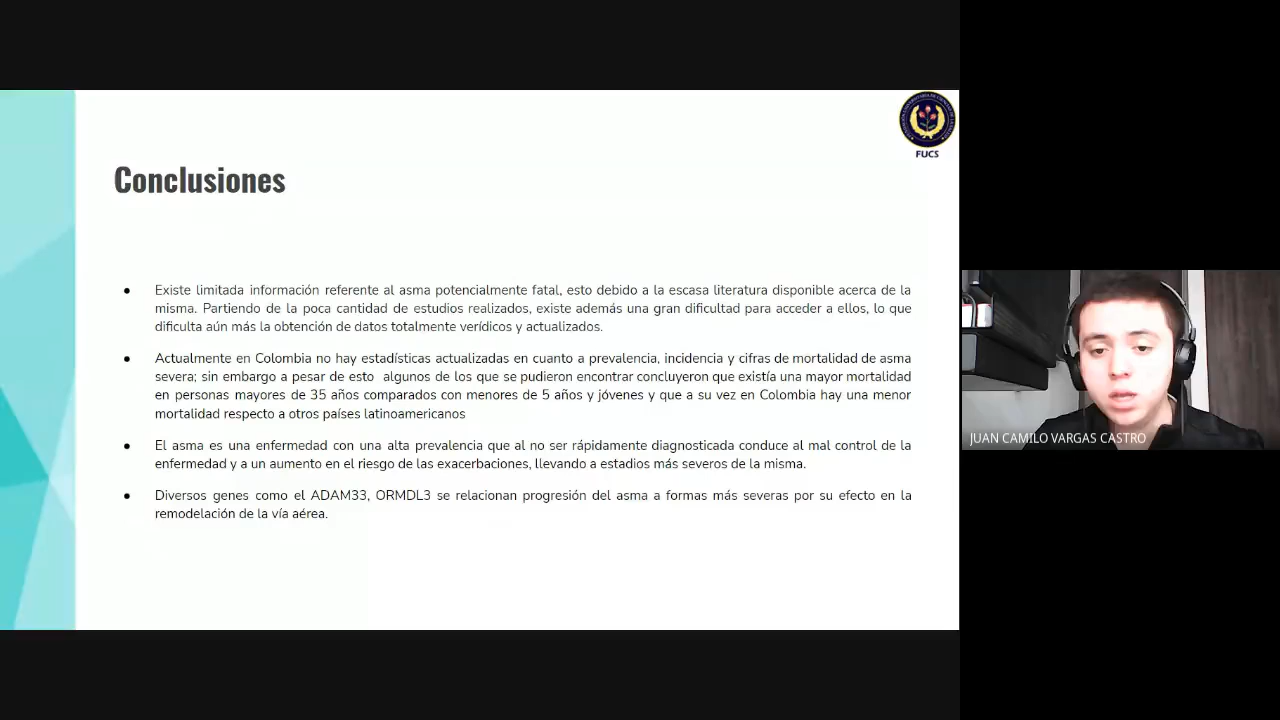 FUCS
Conclusiones
● Existe limitada información referente al asma potencialmente fatal, esto debido a la escasa literatura disponible acerca de la
misma. Partiendo de la poca cantidad de estudios realizados, existe además una gran dificultad para acceder a ellos, lo que
dificulta aún más la obtención de datos totalmente verídicos y actualizados.
● Actualmente en Colombia no hay estadísticas actualizadas en cuanto a prevalencia, incidencia y cifras de mortalidad de asma
severa; sin embargo a pesar de esto algunos de los que se pudieron encontrar concluyeron que existía una mayor mortalidad
en personas mayores de 35 años comparados con menores de 5 años y jóvenes y que a su vez en Colombia hay una menor
mortalidad respecto a otros países latinoamericanos
● El asma es una enfermedad con una alta prevalencia que al no ser rápidamente diagnosticada conduce al mal control de la
enfermedad y a un aumento en el riesgo de las exacerbaciones, llevando a estadios más severos de la misma.
● Diversos genes como el ADAM33, ORMDL3 se relacionan progresión del asma a formas más severas por su efecto en la
remodelación de la vía aérea.
JUAN CAMILO VARGAS CASTRO